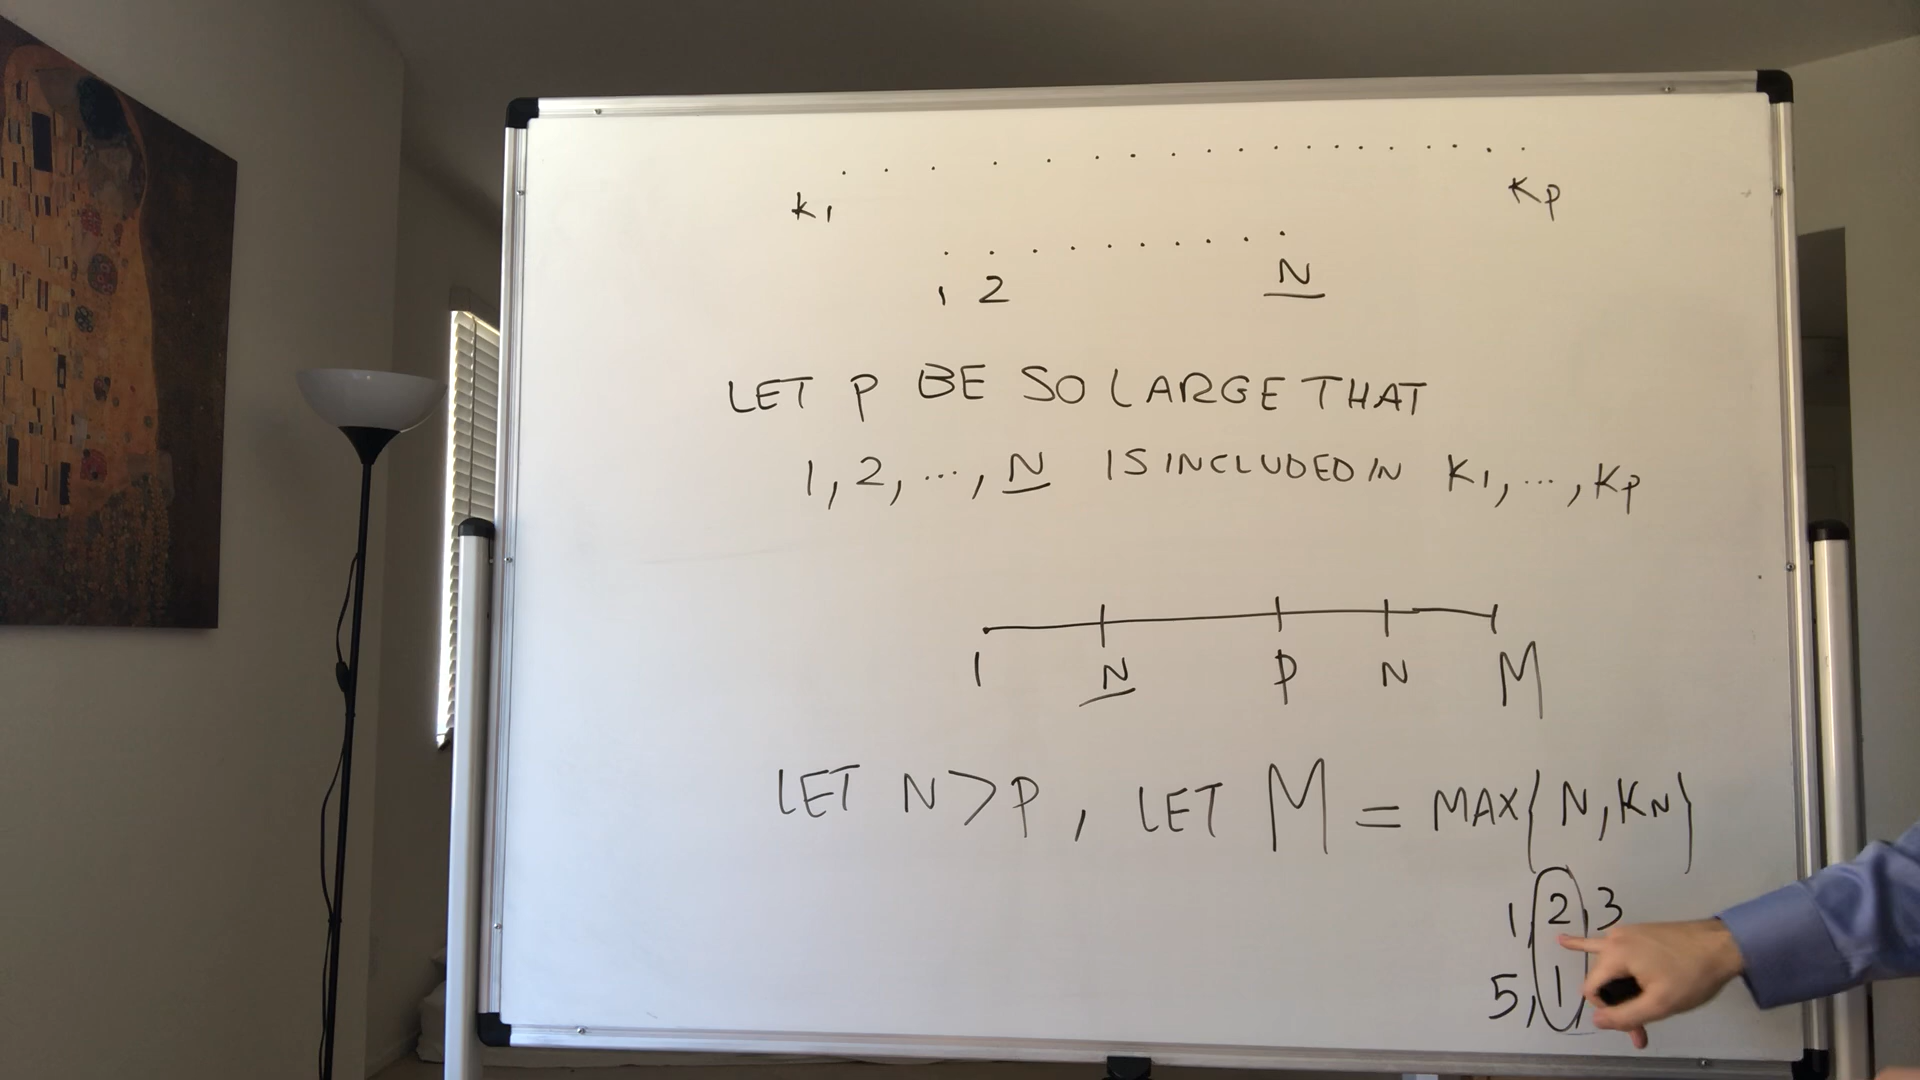 K1 Kp
1 2 N
LET P BE SO LARGE THAT
1, 2, ..., N IS INCLUDED IN K1, ..., Kp
1 N P N M
LET N > P, LET M = MAX{N, KN}
1, 2, 3
5, 1